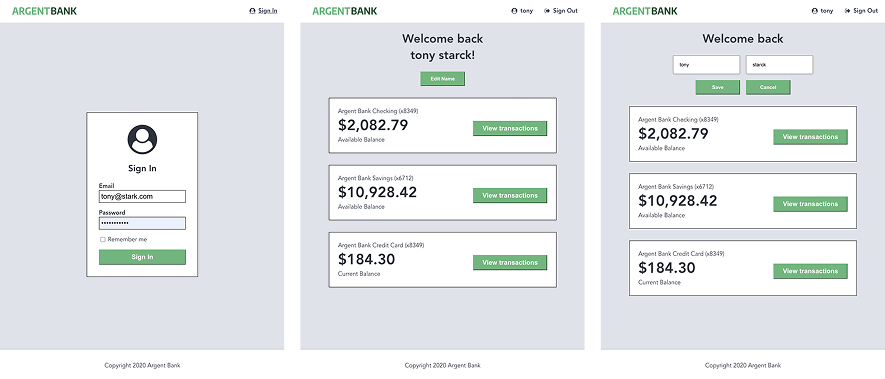 ARGENTBANK
Sign In
Sign In
Email
tony@stark.com
Password
•••••••••••
Remember me
Sign In
Copyright 2020 Argent Bank
ARGENTBANK
tony
Sign Out
Welcome back
tony starck!
Edit Name
Argent Bank Checking (x8349)
$2,082.79
Available Balance
View transactions
Argent Bank Savings (x6712)
$10,928.42
Available Balance
View transactions
Argent Bank Credit Card (x8349)
$184.30
Current Balance
View transactions
Copyright 2020 Argent Bank
ARGENTBANK
tony
Sign Out
Welcome back
tony
starck
Save
Cancel
Argent Bank Checking (x8349)
$2,082.79
Available Balance
View transactions
Argent Bank Savings (x6712)
$10,928.42
Available Balance
View transactions
Argent Bank Credit Card (x8349)
$184.30
Current Balance
View transactions
Copyright 2020 Argent Bank